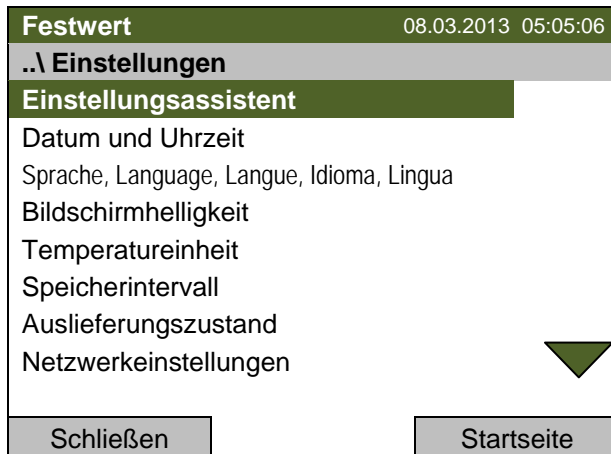 Festwert 08.03.2013 05:05:06
..\ Einstellungen
Einstellungsassistent
Datum und Uhrzeit
Sprache, Language, Langue, Idioma, Lingua
Bildschirmhelligkeit
Temperatureinheit
Speicherintervall
Auslieferungszustand
Netzwerkeinstellungen
Schließen Startseite